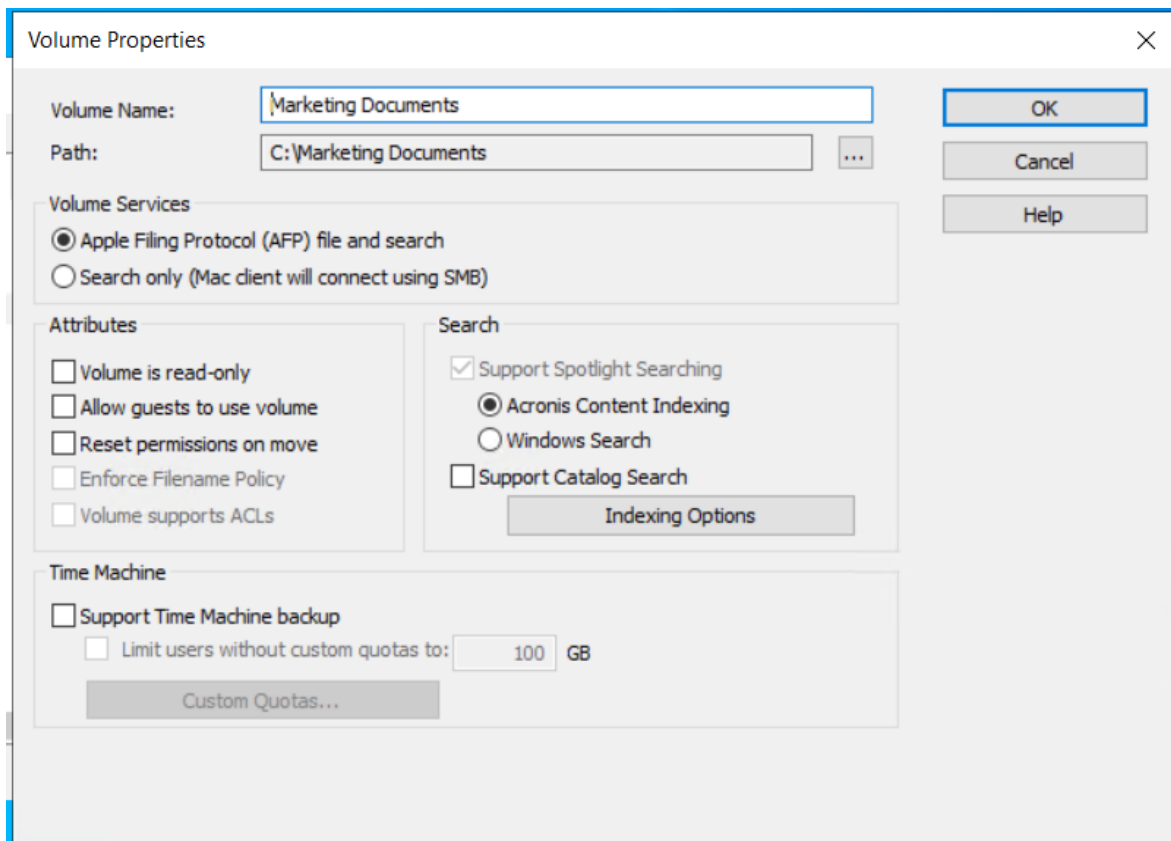 Volume Properties
Volume Name: Marketing Documents
Path: C:\Marketing Documents ...
OK
Cancel
Help
Volume Services
Apple Filing Protocol (AFP) file and search
Search only (Mac client will connect using SMB)
Attributes
Volume is read-only
Allow guests to use volume
Reset permissions on move
Enforce Filename Policy
Volume supports ACLs
Search
Support Spotlight Searching
Acronis Content Indexing
Windows Search
Support Catalog Search
Indexing Options
Time Machine
Support Time Machine backup
Limit users without custom quotas to: 100 GB
Custom Quotas...